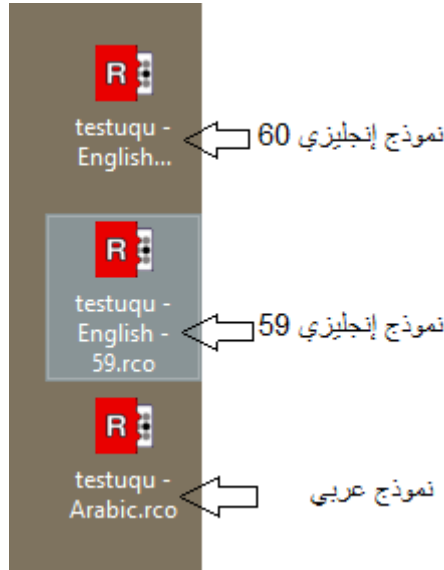 R
testuqu -
English...
نموذج إنجليزي 60
R
testuqu -
English -
59.rco
نموذج إنجليزي 59
R
testuqu -
Arabic.rco
نموذج عربي